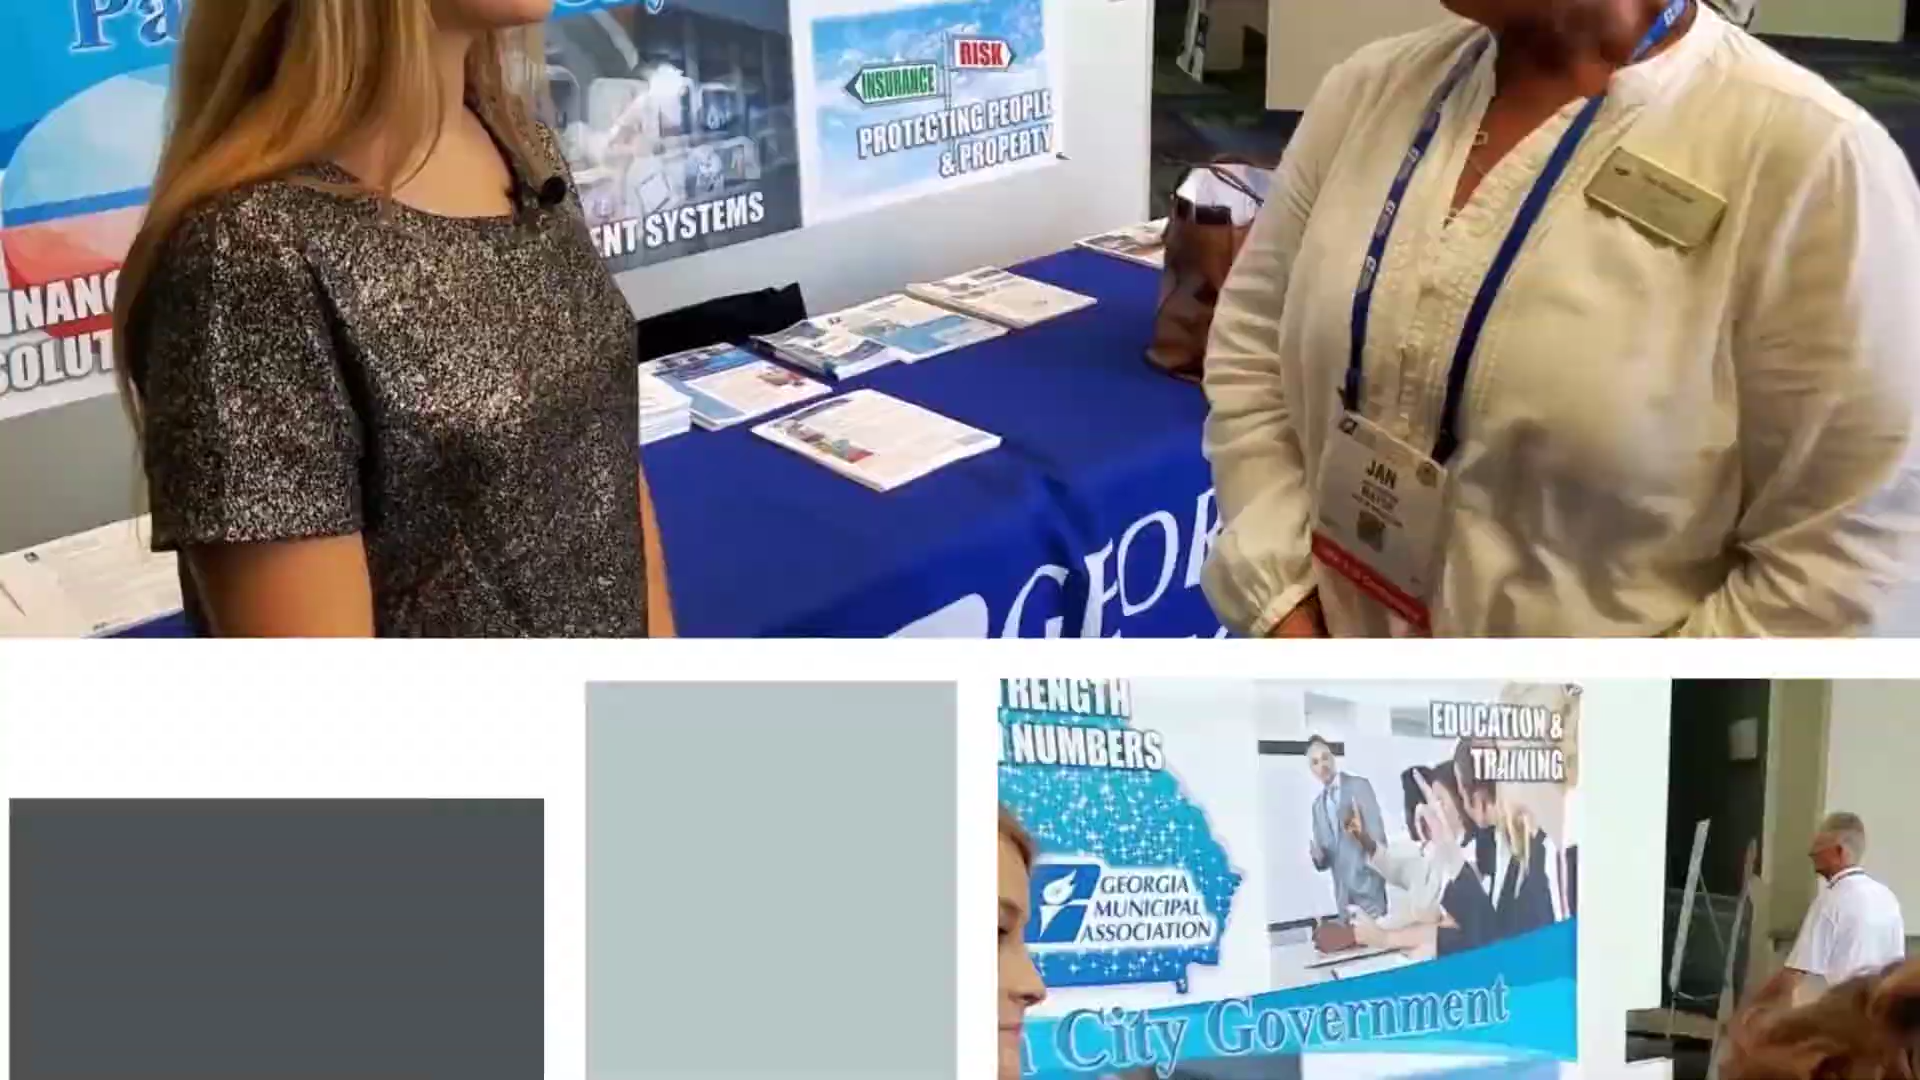 Pa
INSURANCE
RISK
PROTECTING PEOPLE
& PROPERTY
ENT SYSTEMS
INANC
SOLUT
JAN
MAYOR
GEOR
RENGTH
NUMBERS
EDUCATION &
TRAINING
GEORGIA
MUNICIPAL
ASSOCIATION
n City Government